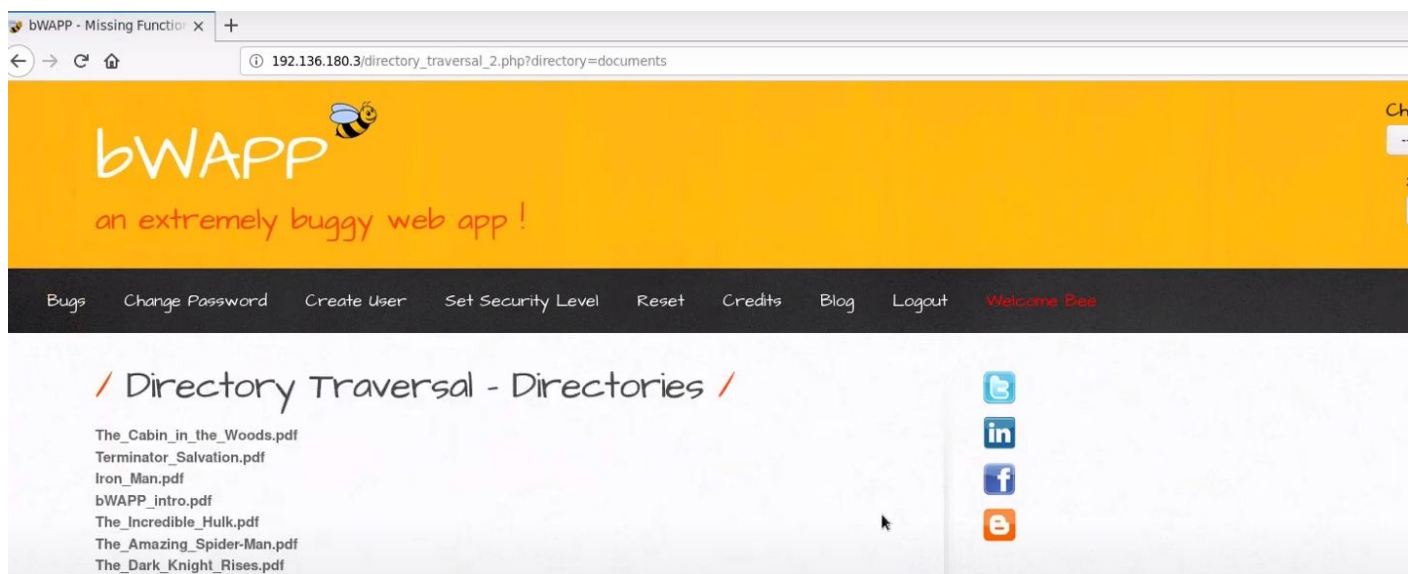 bWAPP - Missing Function
192.136.180.3/directory_traversal_2.php?directory=documents
bWAPP
an extremely buggy web app !
Bugs Change Password Create User Set Security Level Reset Credits Blog Logout Welcome Bee
/ Directory Traversal - Directories /
The_Cabin_in_the_Woods.pdf
Terminator_Salvation.pdf
Iron_Man.pdf
bWAPP_intro.pdf
The_Incredible_Hulk.pdf
The_Amazing_Spider-Man.pdf
The_Dark_Knight_Rises.pdf